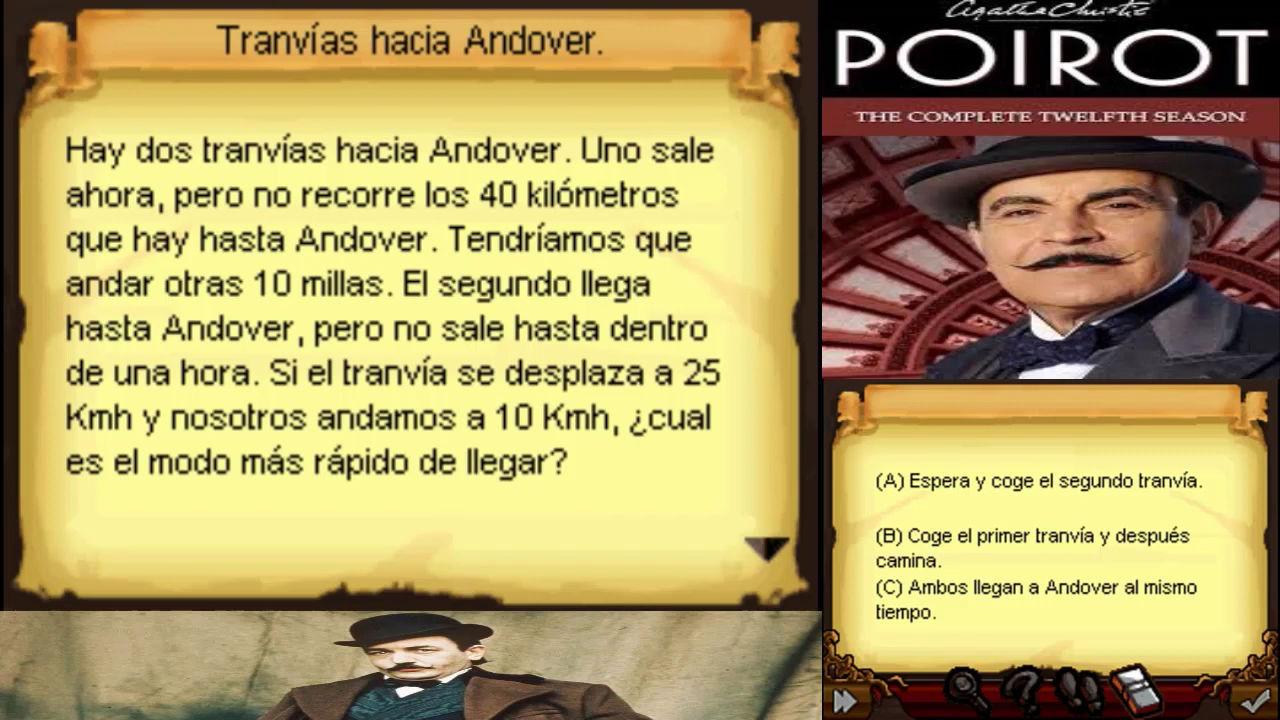 Tranvías hacia Andover.
Hay dos tranvías hacia Andover. Uno sale
ahora, pero no recorre los 40 kilómetros
que hay hasta Andover. Tendríamos que
andar otras 10 millas. El segundo llega
hasta Andover, pero no sale hasta dentro
de una hora. Si el tranvía se desplaza a 25
Kmh y nosotros andamos a 10 Kmh, ¿cual
es el modo más rápido de llegar?
Agatha Christie
POIROT
THE COMPLETE TWELFTH SEASON
(A) Espera y coge el segundo tranvía.
(B) Coge el primer tranvía y después
camina.
(C) Ambos llegan a Andover al mismo
tiempo.